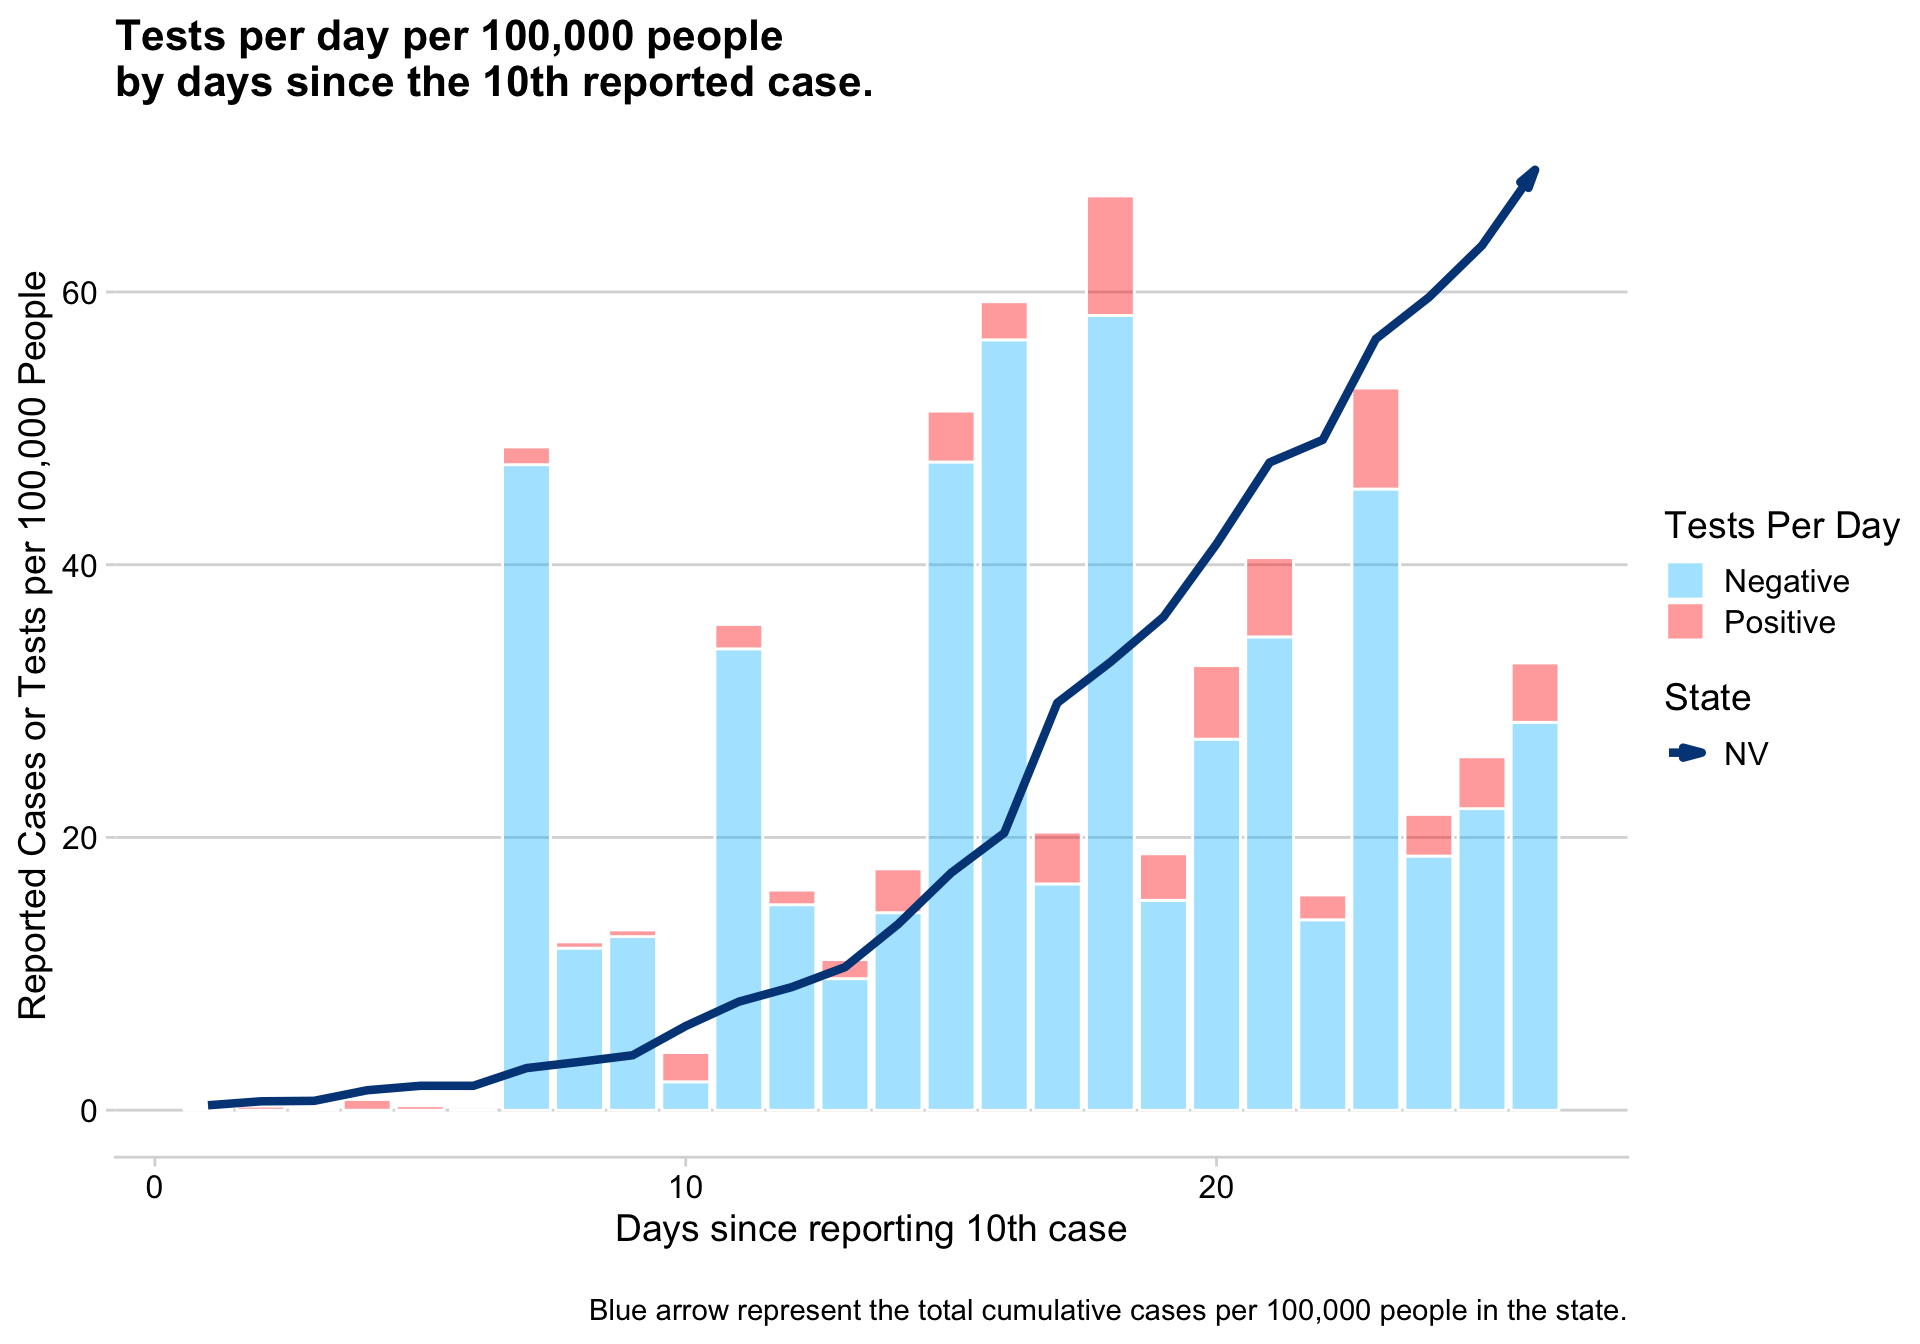 Tests per day per 100,000 people
by days since the 10th reported case.
Reported Cases or Tests per 100,000 People
60
40
20
0
0
10
20
Days since reporting 10th case
Tests Per Day
Negative
Positive
State
NV
Blue arrow represent the total cumulative cases per 100,000 people in the state.